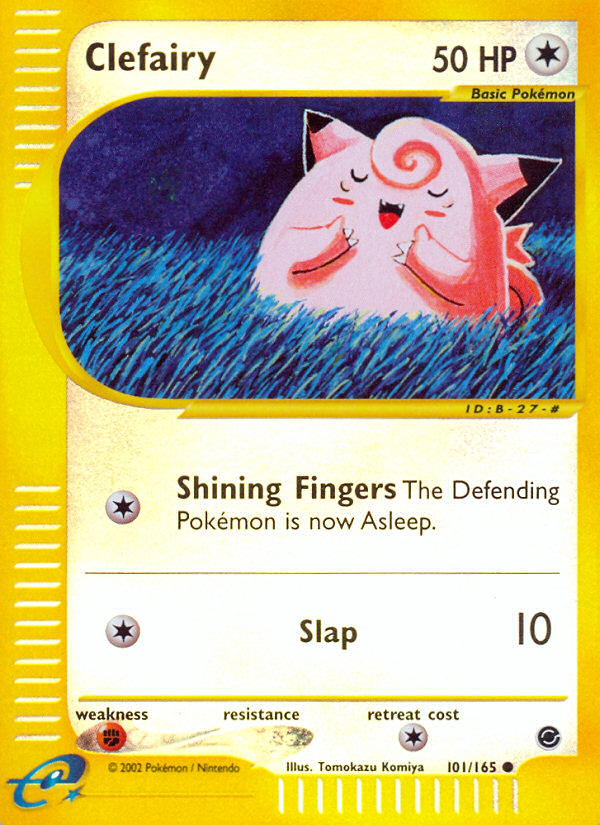 Clefairy 50 HP
Basic Pokémon
ID:B-27-#
Shining Fingers The Defending
Pokémon is now Asleep.
Slap 10
weakness resistance retreat cost
© 2002 Pokémon / Nintendo Illus. Tomokazu Komiya 101/165
e